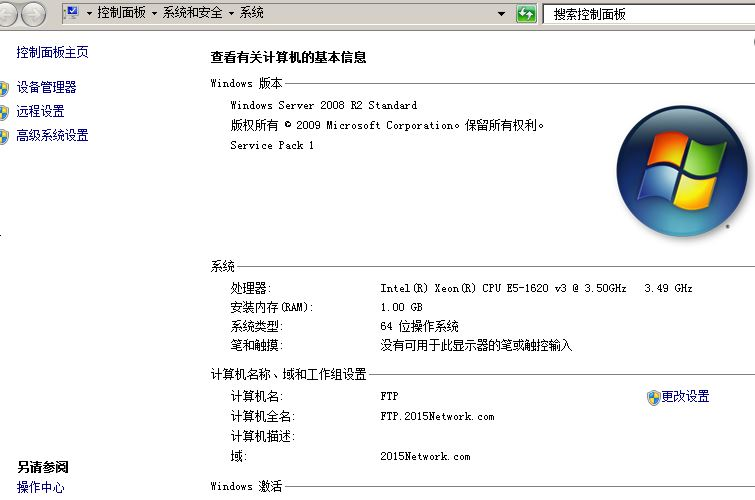 控制面板 系统和安全 系统 搜索控制面板
控制面板主页
设备管理器
远程设置
高级系统设置
查看有关计算机的基本信息
Windows 版本
Windows Server 2008 R2 Standard
版权所有 © 2009 Microsoft Corporation。保留所有权利。
Service Pack 1
系统
处理器: Intel(R) Xeon(R) CPU E5-1620 v3 @ 3.50GHz 3.49 GHz
安装内存(RAM): 1.00 GB
系统类型: 64 位操作系统
笔和触摸: 没有可用于此显示器的笔或触控输入
计算机名称、域和工作组设置
计算机名: FTP 更改设置
计算机全名: FTP.2015Network.com
计算机描述:
域: 2015Network.com
Windows 激活
另请参阅
操作中心